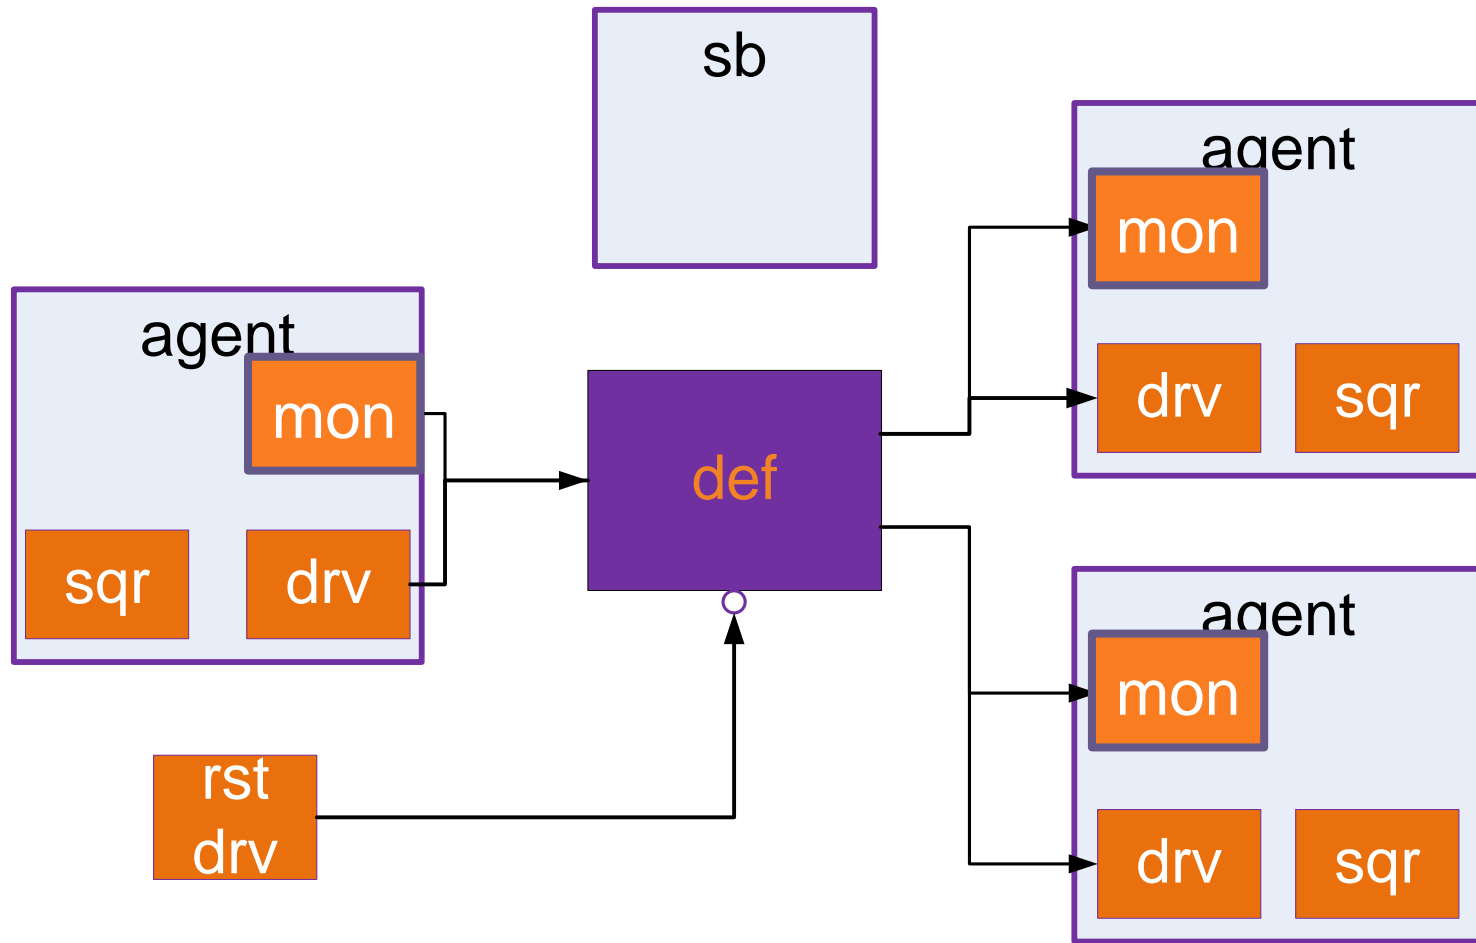 sb
agent
mon
drv
sqr
agent
mon
sqr
drv
def
agent
mon
drv
sqr
rst
drv